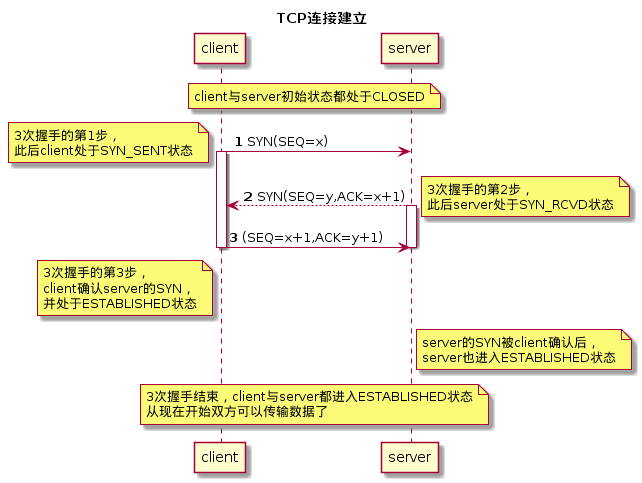 TCP连接建立
client
server
client与server初始状态都处于CLOSED
3次握手的第1步，
此后client处于SYN_SENT状态
1 SYN(SEQ=x)
2 SYN(SEQ=y,ACK=x+1)
3次握手的第2步，
此后server处于SYN_RCVD状态
3 (SEQ=x+1,ACK=y+1)
3次握手的第3步，
client确认server的SYN，
并处于ESTABLISHED状态
server的SYN被client确认后，
server也进入ESTABLISHED状态
3次握手结束，client与server都进入ESTABLISHED状态
从现在开始双方可以传输数据了
client
server